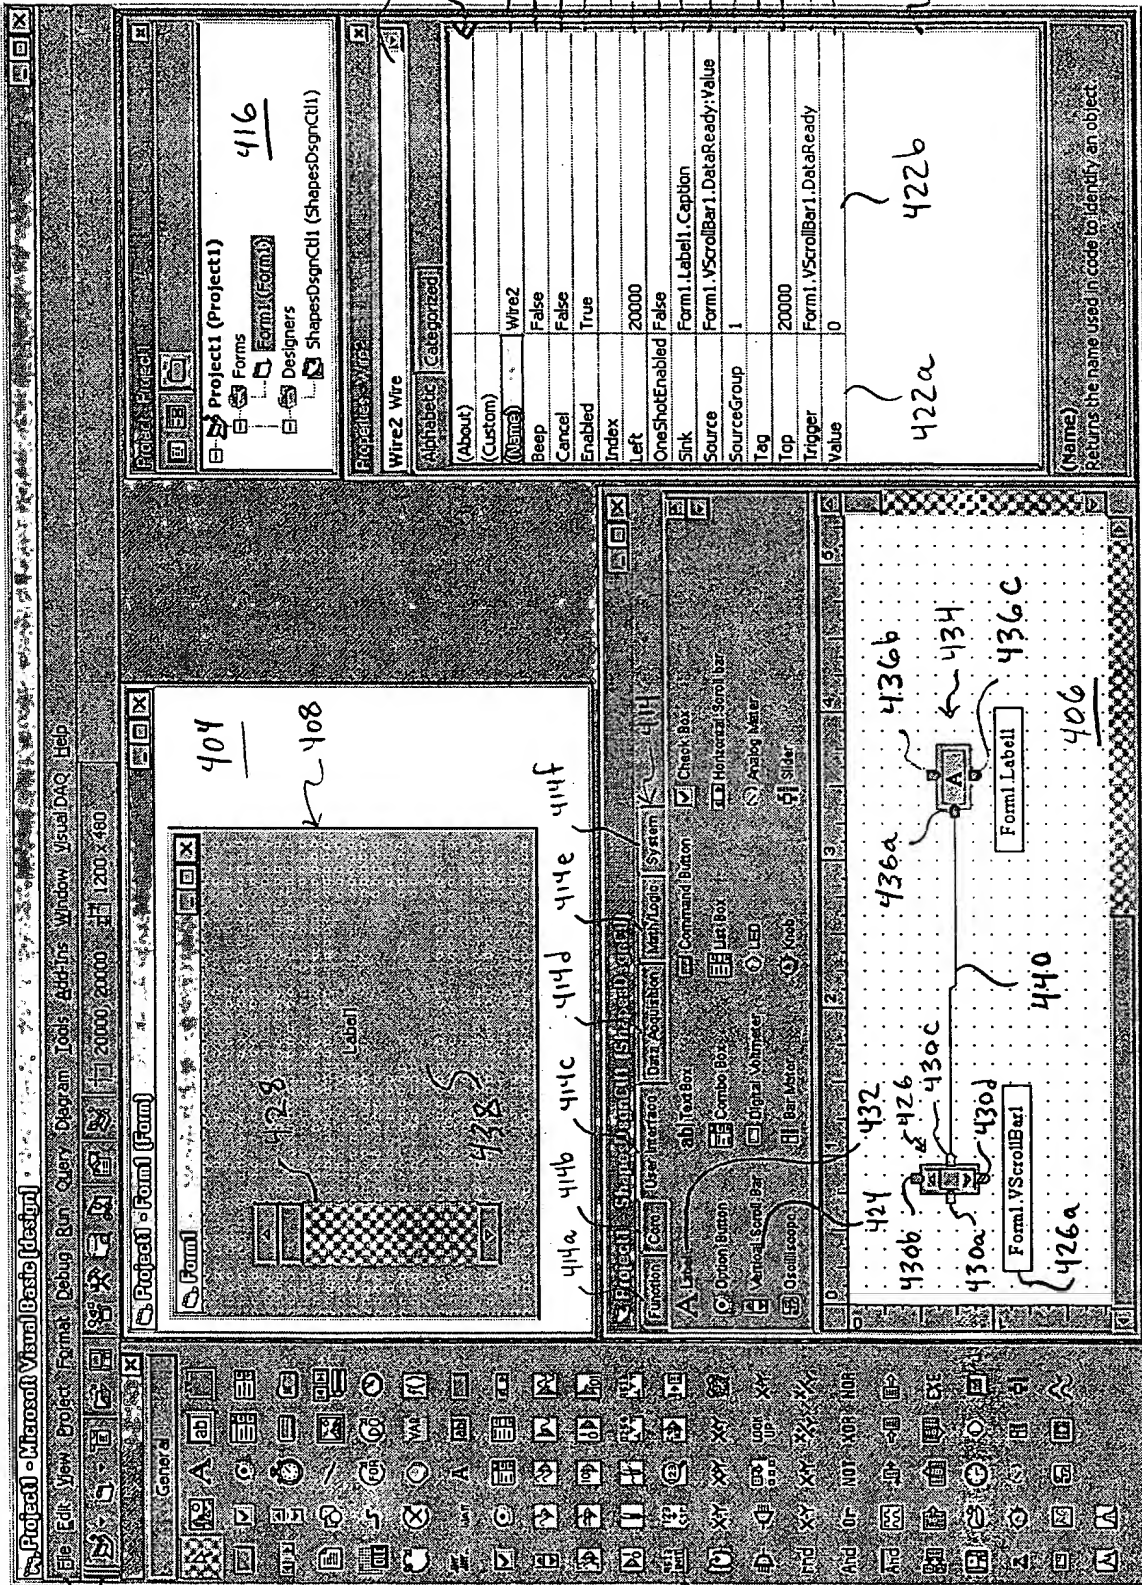 Project1 - Microsoft Visual Basic [design]
File Edit View Project Format Debug Run Query Diagram Tools Add-Ins Window Visual DAQ Help
20000, 20000
1200 x 480
General
Project1 - Form1 (Form)
404
Form1
408
428
Label
438
Project - Project1
Project1 (Project1)
Forms
Form1 (Form1)
Designers
ShapesDsgnCtl1 (ShapesDsgnCtl1)
416
Properties - Wire2
Wire2 Wire
Alphabetic Categorized
(About)
(Custom)
(Name) Wire2
Beep False
Cancel False
Enabled True
Index
Left 20000
OneShotEnabled False
Sink Form1.Label1.Caption
Source Form1.VScrollBar1.DataReady:Value
SourceGroup 1
Tag
Top 20000
Trigger Form1.VScrollBar1.DataReady
Value 0
422a
422b
(Name)
Returns the name used in code to identify an object.
414a
414b
414c
414d
414e
414f
Function Core User Interface Data Acquisition Math/Logic System
414
Label
Text Box
Command Button
Check Box
Option Button
Combo Box
List Box
Horizontal Scroll bar
Vertical Scroll Bar
Digital Voltmeter
LED
Analog Meter
Oscilloscope
Bar Meter
Knob
Slider
424
432
430b
426
430c
430a
430d
Form1.VScrollBar1
426a
440
436a
436b
434
436c
Form1.Label1
406